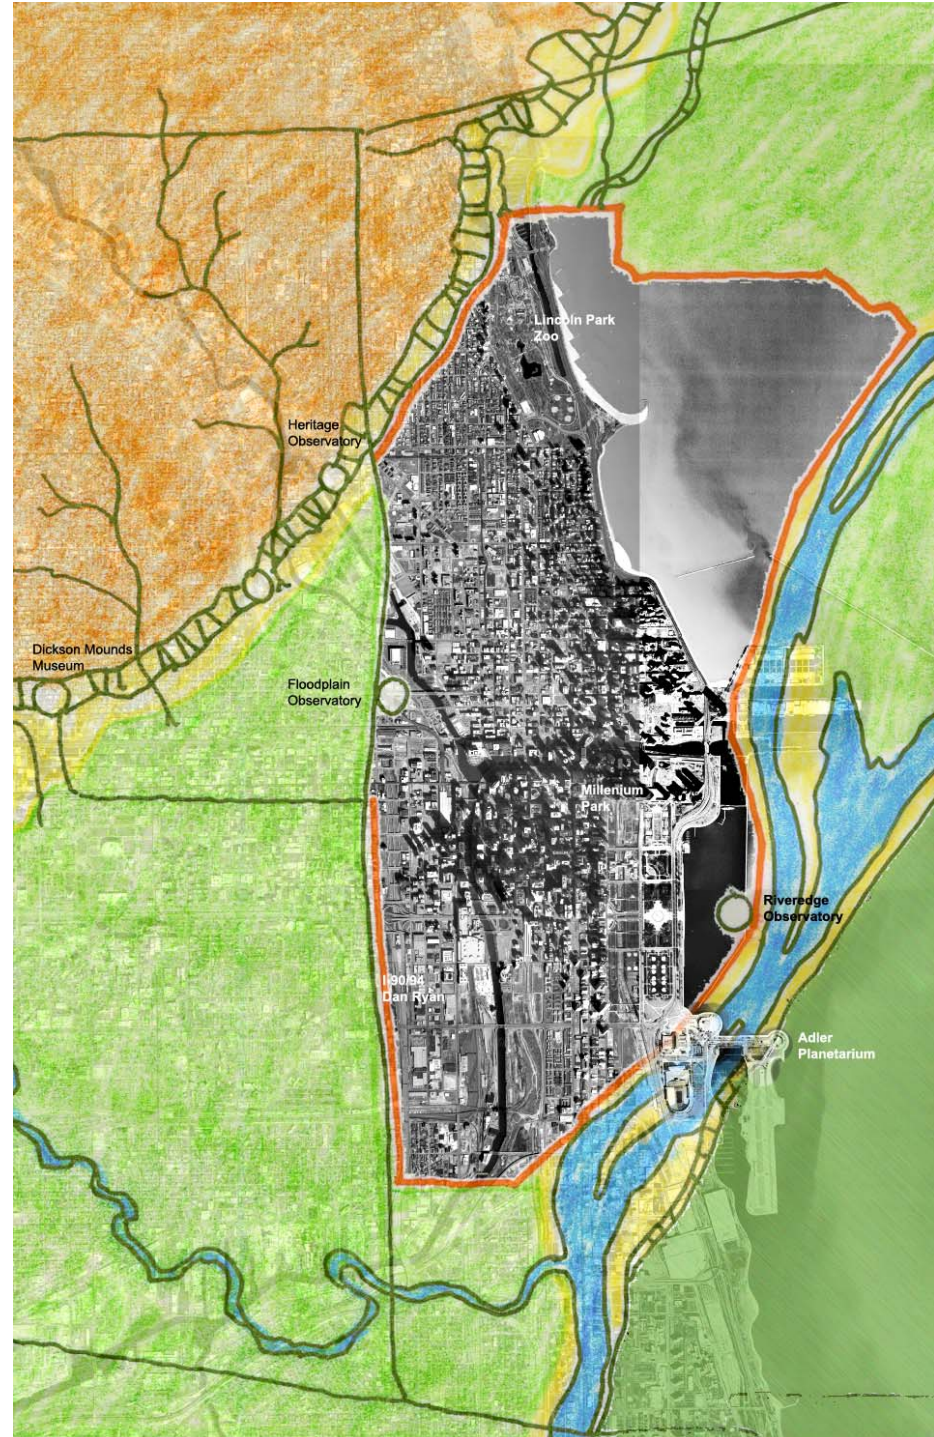 Lincoln Park
Zoo
Heritage
Observatory
Dickson Mounds
Museum
Floodplain
Observatory
Millenium
Park
Riveredge
Observatory
I-90/94
Dan Ryan
Adler
Planetarium